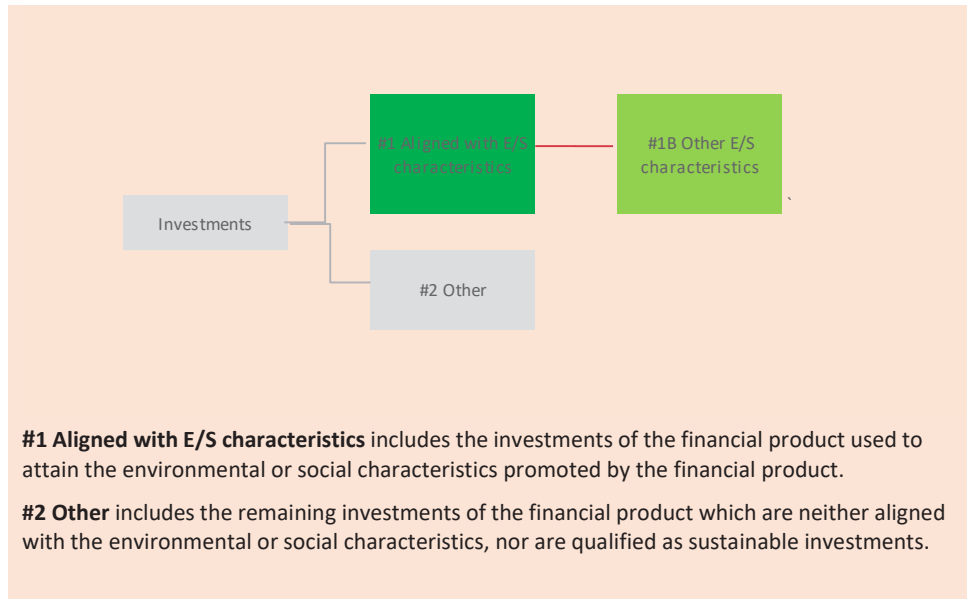 #1 Aligned with E/S
characteristics
#1B Other E/S
characteristics
`
Investments
#2 Other
#1 Aligned with E/S characteristics includes the investments of the financial product used to
attain the environmental or social characteristics promoted by the financial product.
#2 Other includes the remaining investments of the financial product which are neither aligned
with the environmental or social characteristics, nor are qualified as sustainable investments.